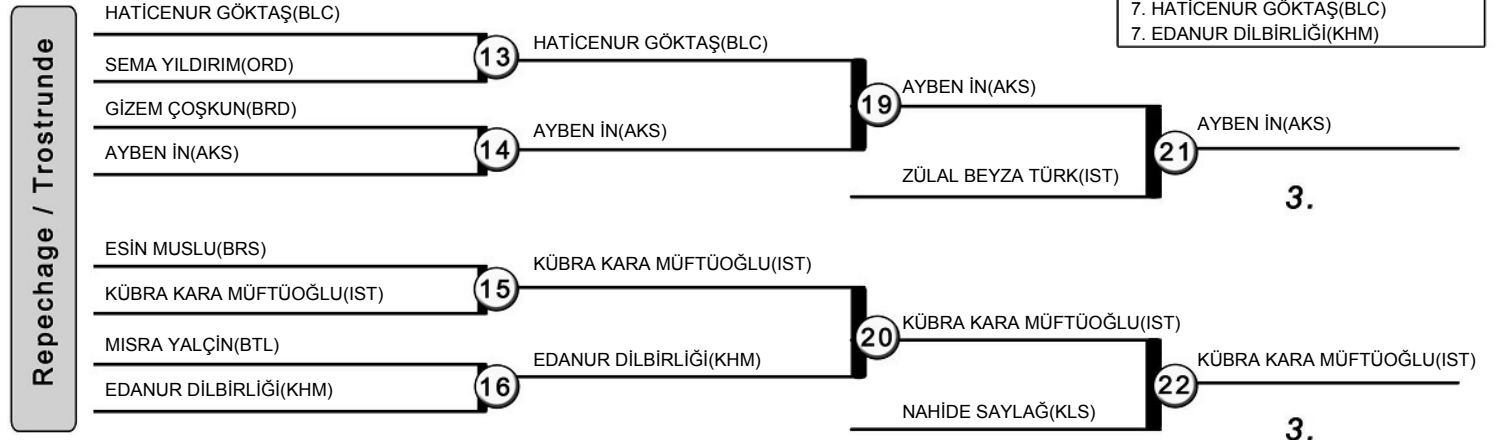 Repechage / Trostrunde
7. HATİCENUR GÖKTAŞ(BLC)
7. EDANUR DİLBİRLİĞİ(KHM)
HATİCENUR GÖKTAŞ(BLC)
SEMA YILDIRIM(ORD)
13
HATİCENUR GÖKTAŞ(BLC)
GİZEM ÇOŞKUN(BRD)
AYBEN İN(AKS)
14
AYBEN İN(AKS)
19
AYBEN İN(AKS)
ZÜLAL BEYZA TÜRK(IST)
21
AYBEN İN(AKS)
3.
ESİN MUSLU(BRS)
KÜBRA KARA MÜFTÜOĞLU(IST)
15
KÜBRA KARA MÜFTÜOĞLU(IST)
MISRA YALÇİN(BTL)
EDANUR DİLBİRLİĞİ(KHM)
16
EDANUR DİLBİRLİĞİ(KHM)
20
KÜBRA KARA MÜFTÜOĞLU(IST)
NAHİDE SAYLAĞ(KLS)
22
KÜBRA KARA MÜFTÜOĞLU(IST)
3.